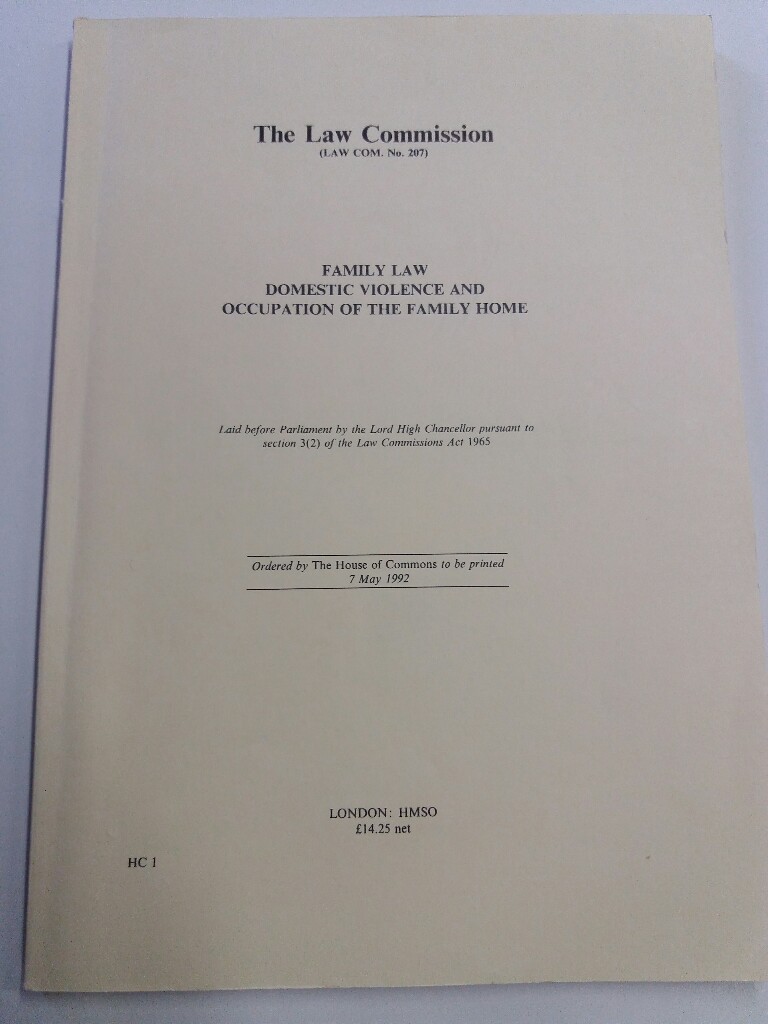 The Law Commission
(LAW COM. No. 207)
FAMILY LAW
DOMESTIC VIOLENCE AND
OCCUPATION OF THE FAMILY HOME
Laid before Parliament by the Lord High Chancellor pursuant to
section 3(2) of the Law Commissions Act 1965
Ordered by The House of Commons to be printed
7 May 1992
LONDON: HMSO
£14.25 net
HC 1